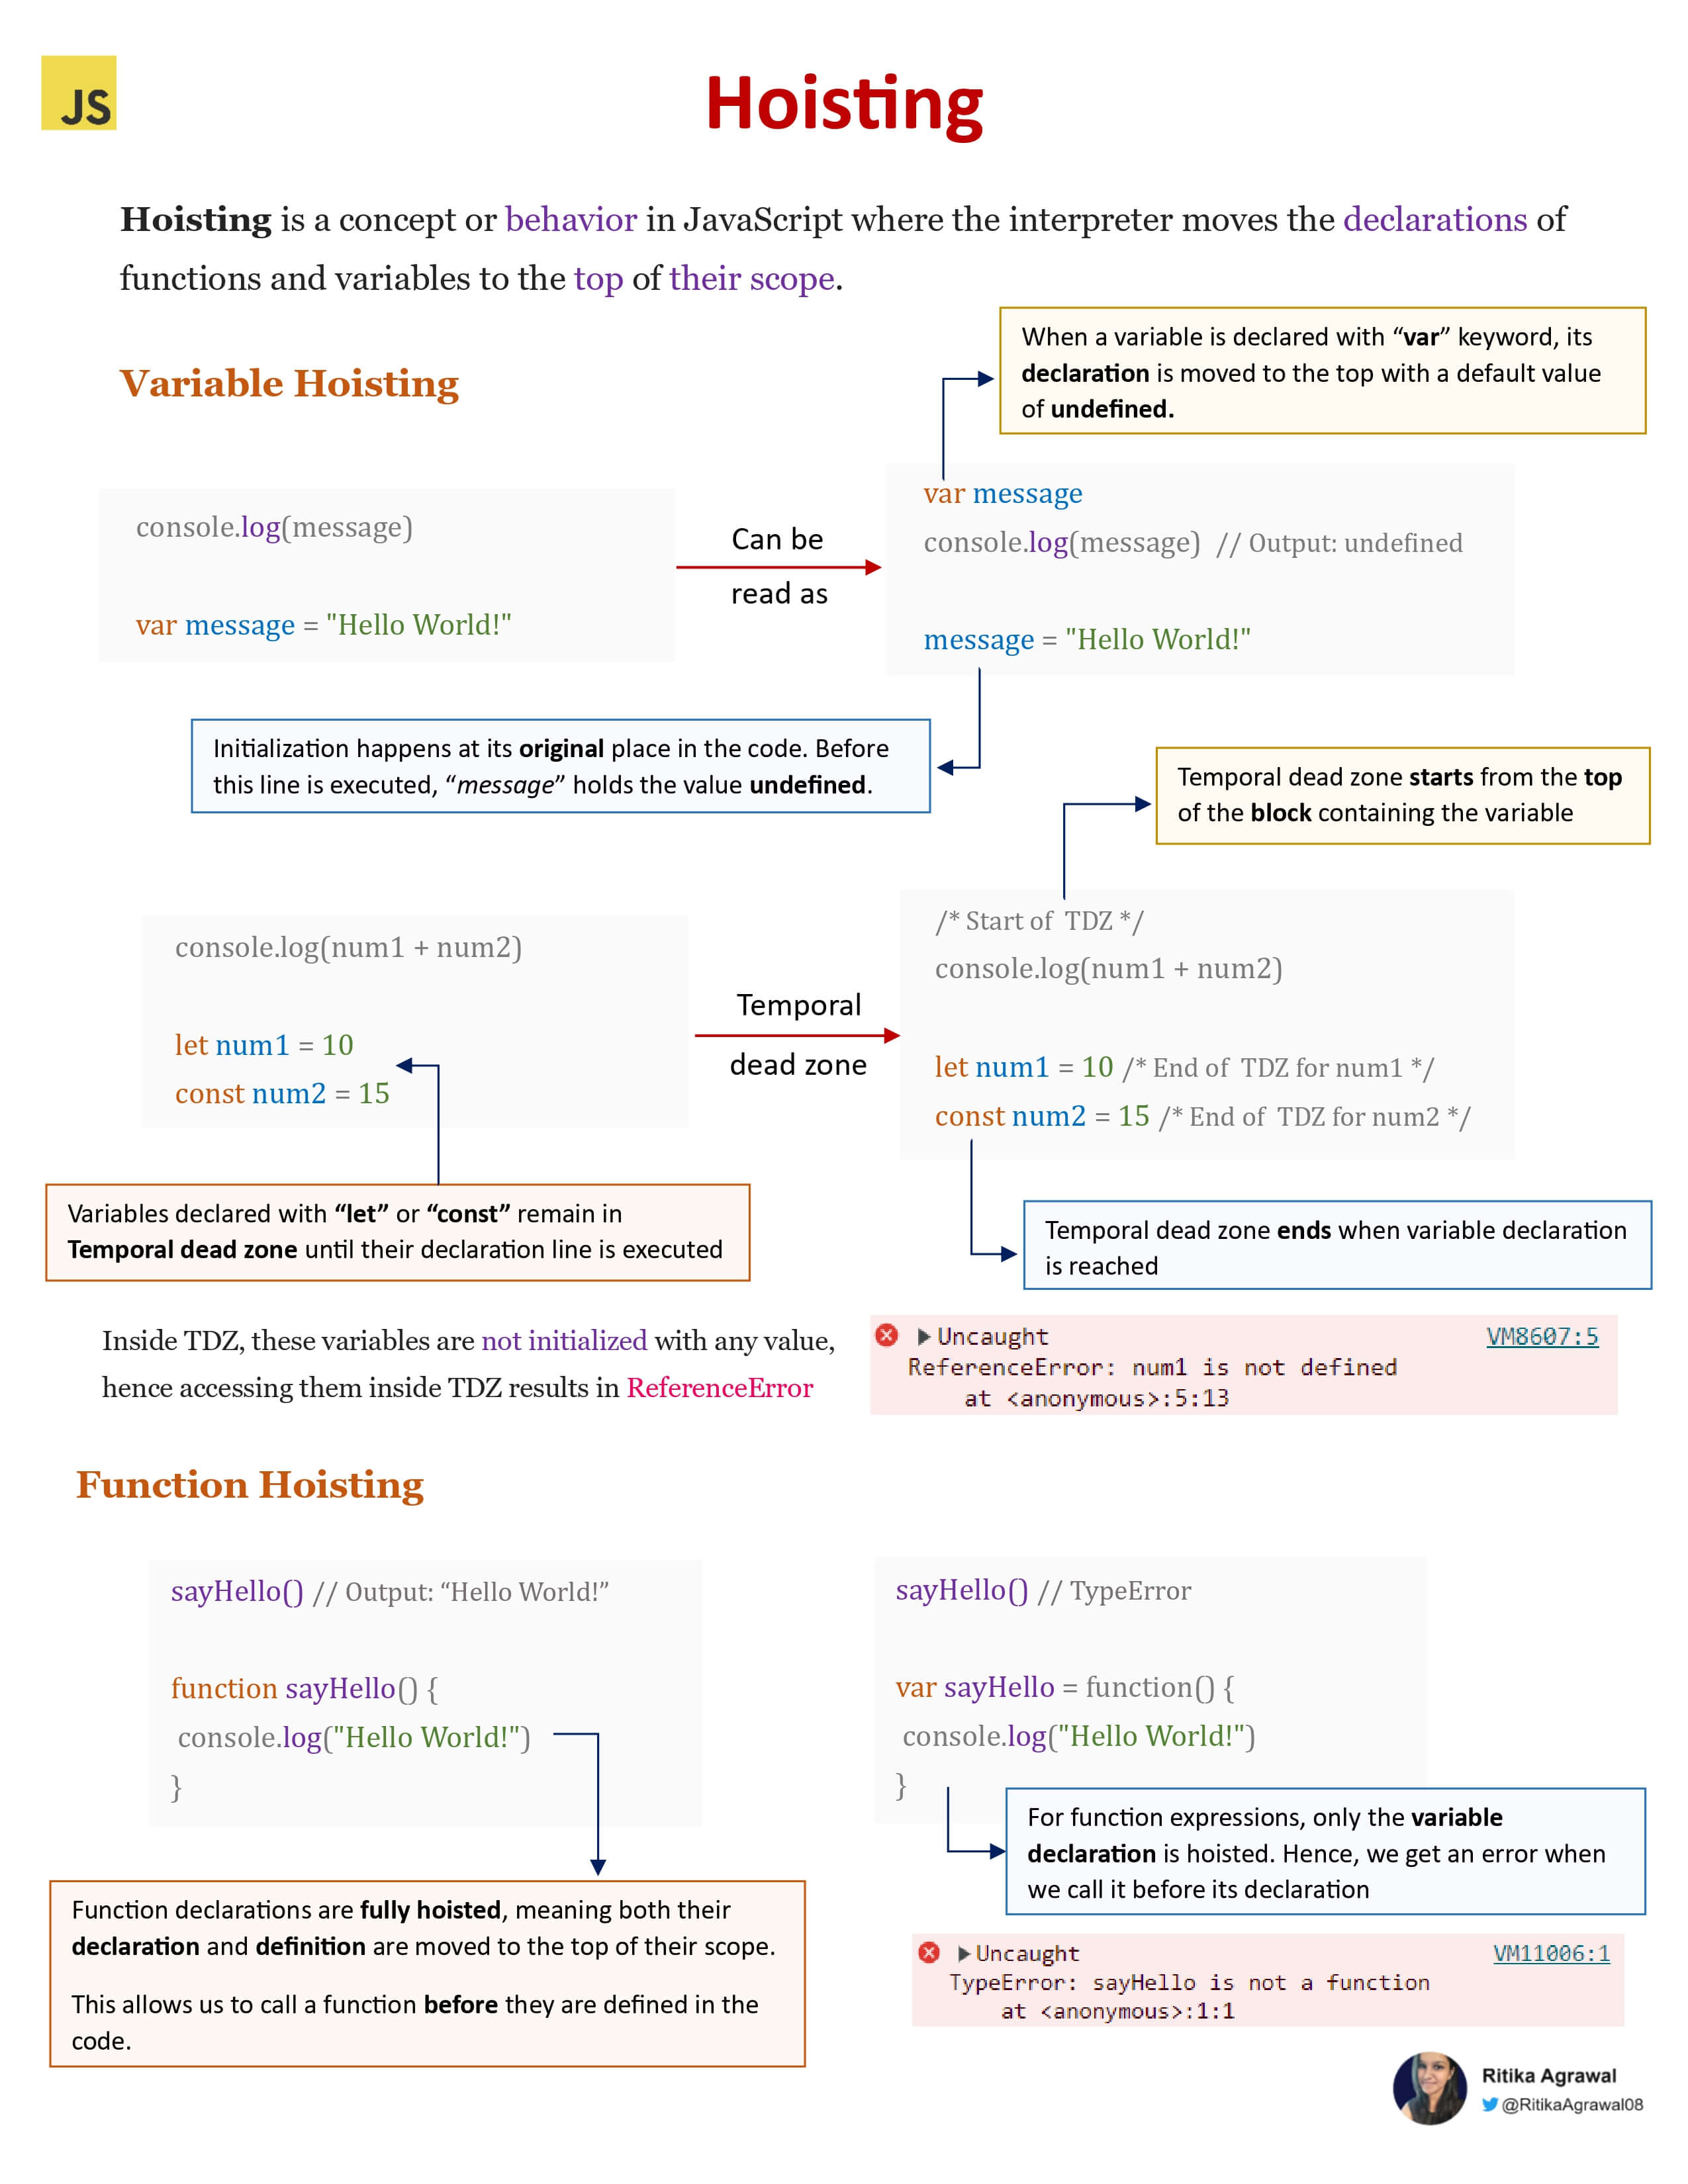 JS
Hoisting
Hoisting is a concept or behavior in JavaScript where the interpreter moves the declarations of
functions and variables to the top of their scope.
Variable Hoisting
When a variable is declared with “var” keyword, its
declaration is moved to the top with a default value
of undefined.
console.log(message)
var message = "Hello World!"
Can be
read as
var message
console.log(message) // Output: undefined
message = "Hello World!"
Initialization happens at its original place in the code. Before
this line is executed, “message” holds the value undefined.
Temporal dead zone starts from the top
of the block containing the variable
console.log(num1 + num2)
let num1 = 10
const num2 = 15
Temporal
dead zone
/* Start of TDZ */
console.log(num1 + num2)
let num1 = 10 /* End of TDZ for num1 */
const num2 = 15 /* End of TDZ for num2 */
Variables declared with “let” or “const” remain in
Temporal dead zone until their declaration line is executed
Temporal dead zone ends when variable declaration
is reached
Inside TDZ, these variables are not initialized with any value,
hence accessing them inside TDZ results in ReferenceError
Uncaught VM8607:5
ReferenceError: num1 is not defined
at <anonymous>:5:13
Function Hoisting
sayHello() // Output: “Hello World!”
function sayHello() {
console.log("Hello World!")
}
Function declarations are fully hoisted, meaning both their
declaration and definition are moved to the top of their scope.
This allows us to call a function before they are defined in the
code.
sayHello() // TypeError
var sayHello = function() {
console.log("Hello World!")
}
For function expressions, only the variable
declaration is hoisted. Hence, we get an error when
we call it before its declaration
Uncaught VM11006:1
TypeError: sayHello is not a function
at <anonymous>:1:1
Ritika Agrawal
@RitikaAgrawal08